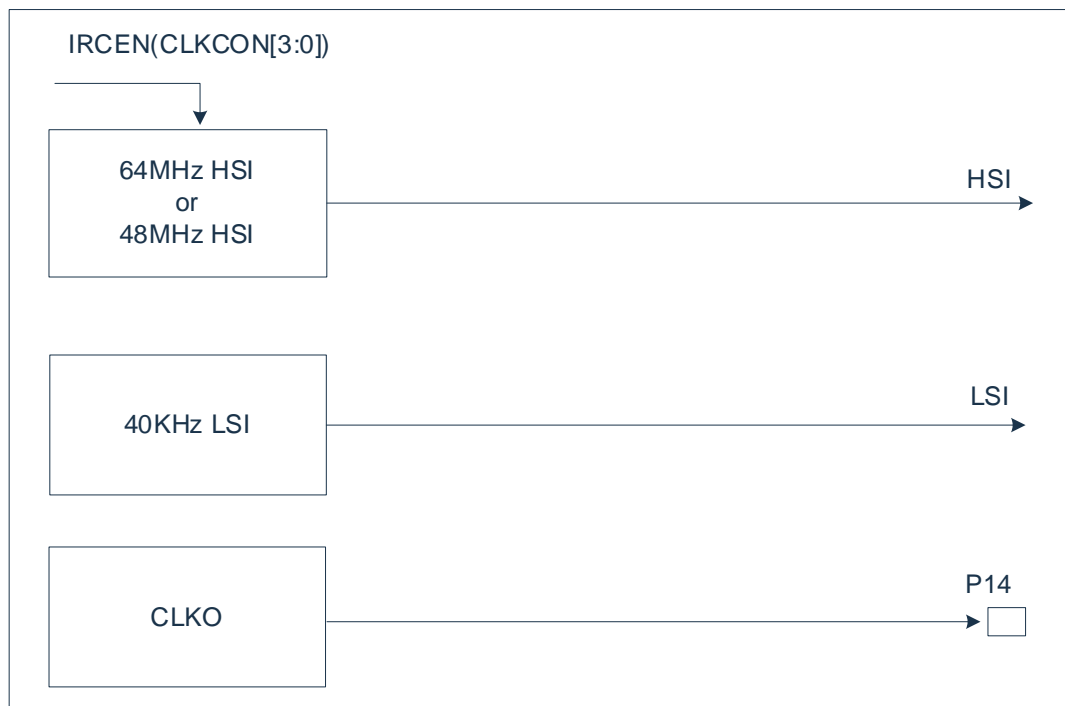 IRCEN(CLKCON[3:0])
64MHz HSI
or
48MHz HSI
HSI
40KHz LSI
LSI
CLKO
P14